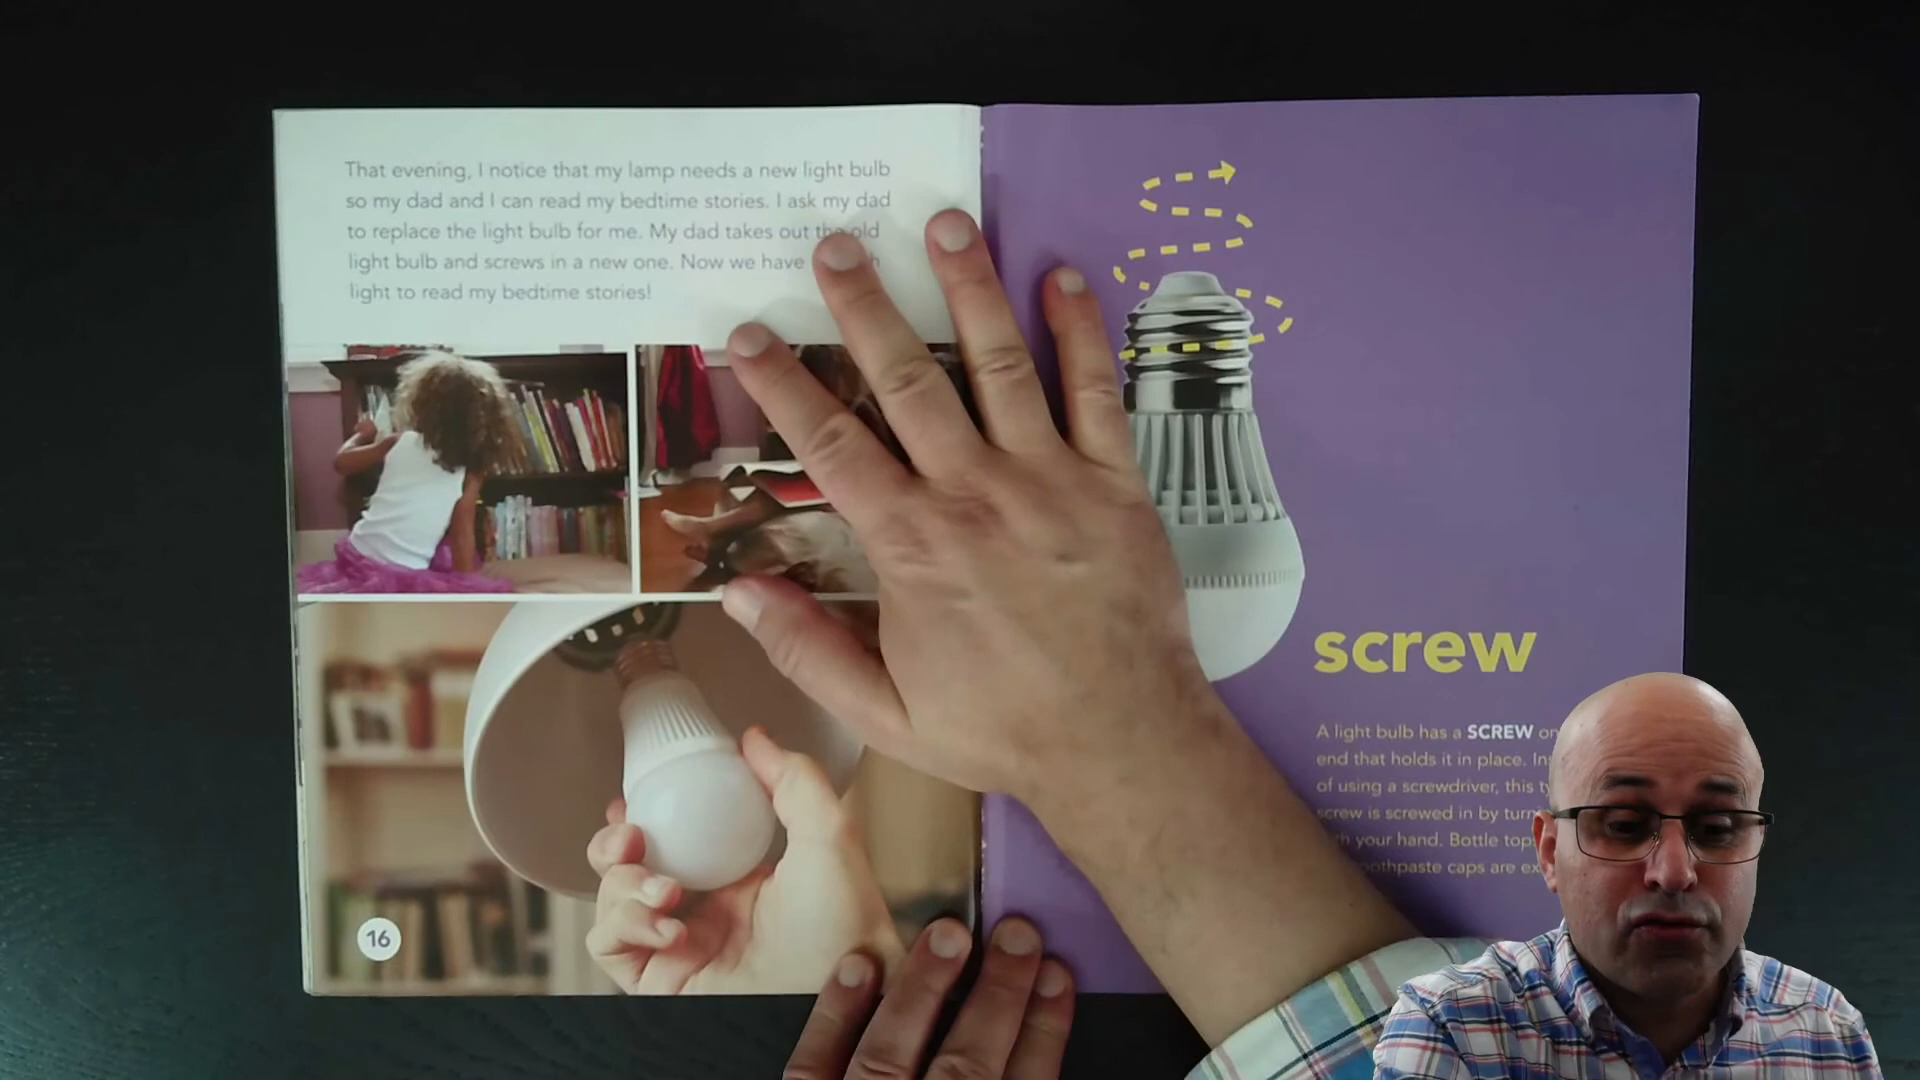 That evening, I notice that my lamp needs a new light bulb
so my dad and I can read my bedtime stories. I ask my dad
to replace the light bulb for me. My dad takes out the old
light bulb and screws in a new one. Now we have
light to read my bedtime stories!
16
screw
A light bulb has a SCREW on
end that holds it in place.
of using a screwdriver, this
screw is screwed in by
your hand. Bottle
caps are